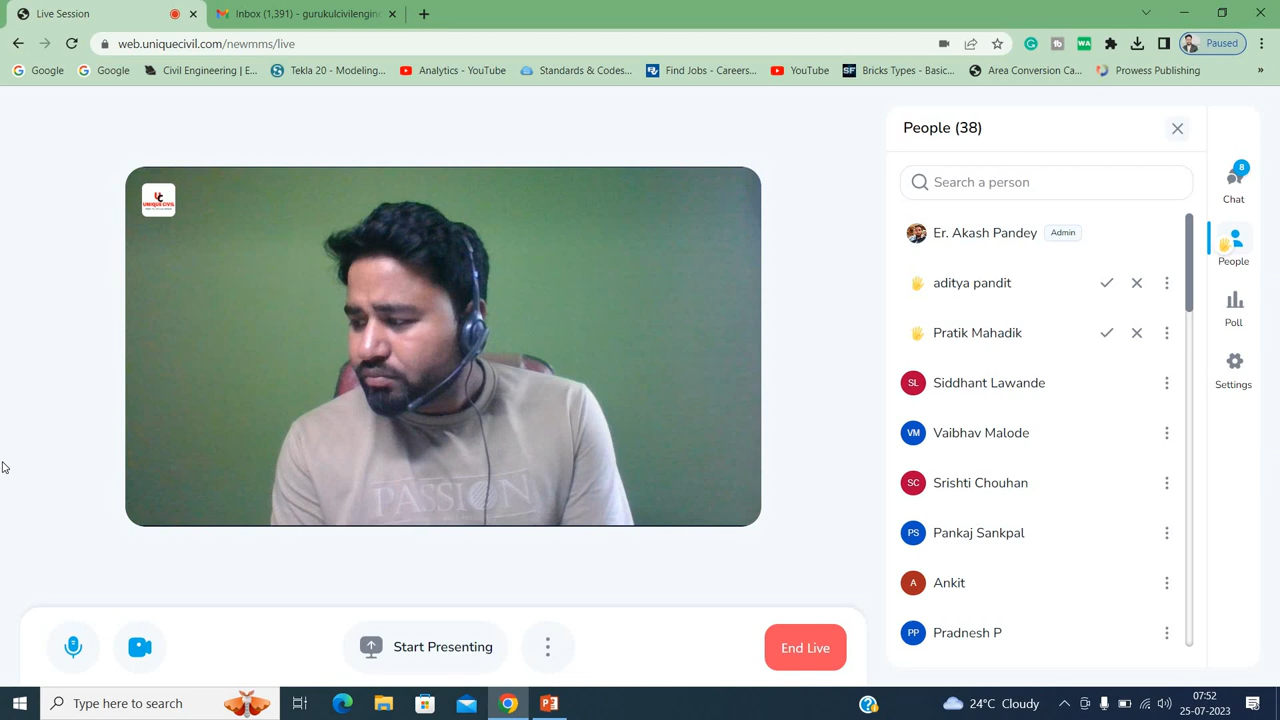 Live Session
Inbox (1,391) - gurukulcivilengine
web.uniquecivil.com/newmms/live
Paused
Google
Google
Civil Engineering | E...
Tekla 20 - Modeling...
Analytics - YouTube
Standards & Codes...
Find Jobs - Careers...
YouTube
Bricks Types - Basic...
Area Conversion Ca...
Prowess Publishing
»
UC
UNIQUE CIVIL
PASSION
People (38)
Search a person
Er. Akash Pandey Admin
aditya pandit
Pratik Mahadik
SL Siddhant Lawande
VM Vaibhav Malode
SC Srishti Chouhan
PS Pankaj Sankpal
A Ankit
PP Pradnesh P
8
Chat
People
Poll
Settings
Start Presenting
End Live
Type here to search
24°C Cloudy
07:52
25-07-2023